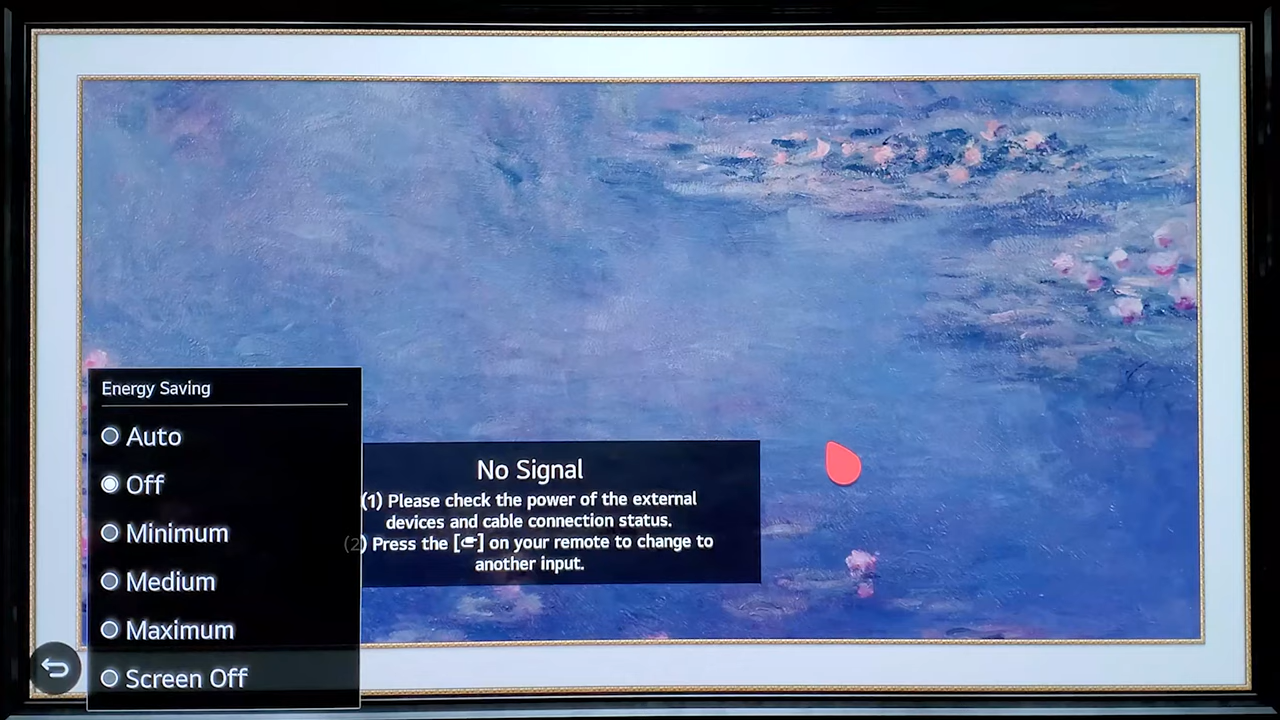 Energy Saving
Auto
Off
Minimum
Medium
Maximum
Screen Off
No Signal
(1) Please check the power of the external
devices and cable connection status.
(2) Press the [ ] on your remote to change to
another input.